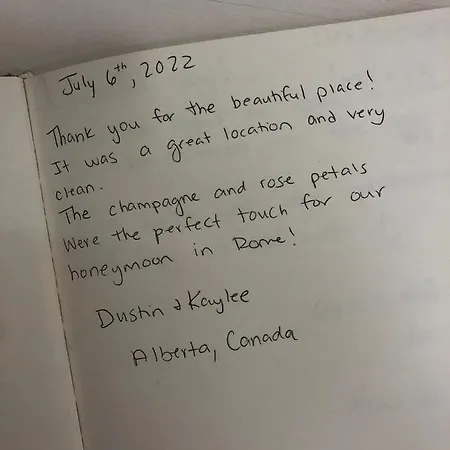 July 6th, 2022
Thank you for the beautiful place!
It was a great location and very
clean.
The champagne and rose petals
were the perfect touch for our
honeymoon in Rome!
Dustin & Kaylee
Alberta, Canada